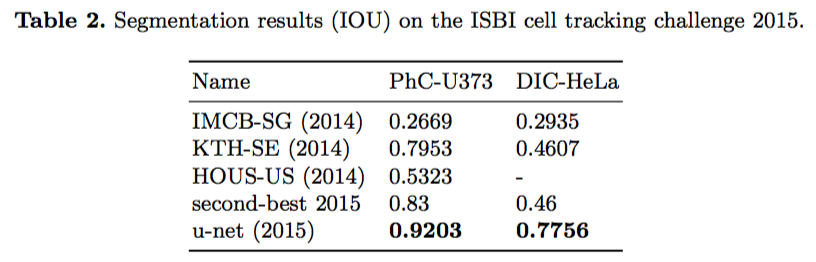 Table 2. Segmentation results (IOU) on the ISBI cell tracking challenge 2015.
Name PhC-U373 DIC-HeLa
IMCB-SG (2014) 0.2669 0.2935
KTH-SE (2014) 0.7953 0.4607
HOUS-US (2014) 0.5323 -
second-best 2015 0.83 0.46
u-net (2015) 0.9203 0.7756